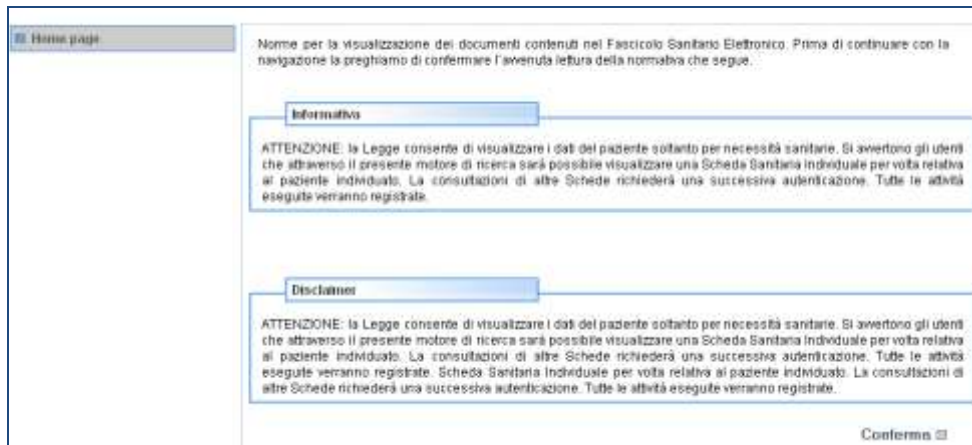 Home page
Norme per la visualizzazione dei documenti contenuti nel Fascicolo Sanitario Elettronico. Prima di continuare con la
navigazione la preghiamo di confermare l'avvenuta lettura della normativa che segue.
Informativa
ATTENZIONE: la Legge consente di visualizzare i dati del paziente soltanto per necessità sanitarie. Si avvertono gli utenti
che attraverso il presente motore di ricerca sarà possibile visualizzare una Scheda Sanitaria Individuale per volta relativa
al paziente individuato. La consultazioni di altre Schede richiederà una successiva autenticazione. Tutte le attività
eseguite verranno registrate.
Disclaimer
ATTENZIONE: la Legge consente di visualizzare i dati del paziente soltanto per necessità sanitarie. Si avvertono gli utenti
che attraverso il presente motore di ricerca sarà possibile visualizzare una Scheda Sanitaria Individuale per volta relativa
al paziente individuato. La consultazioni di altre Schede richiederà una successiva autenticazione. Tutte le attività
eseguite verranno registrate. Scheda Sanitaria Individuale per volta relativa al paziente individuato. La consultazioni di
altre Schede richiederà una successiva autenticazione. Tutte le attività eseguite verranno registrate.
Conferma